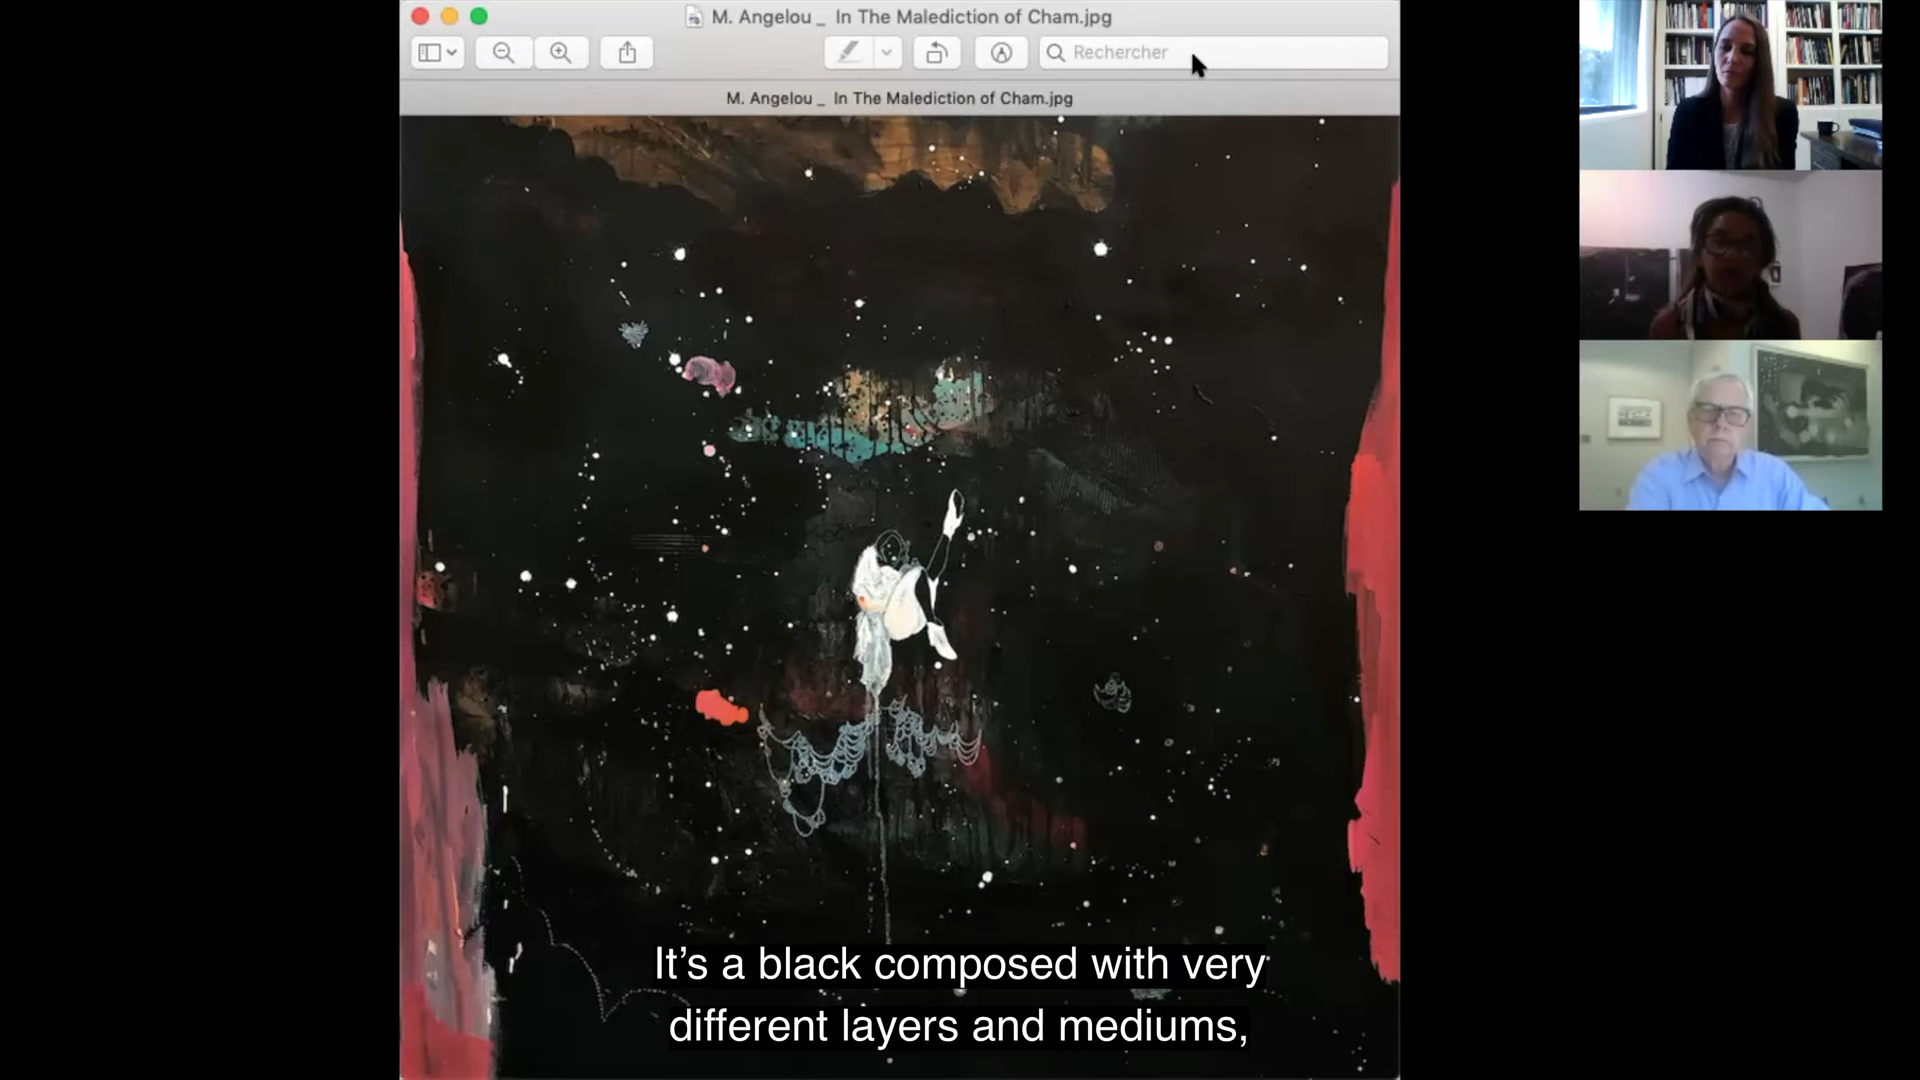 M. Angelou _ In The Malediction of Cham.jpg
Rechercher
M. Angelou _ In The Malediction of Cham.jpg
It's a black composed with very
different layers and mediums,